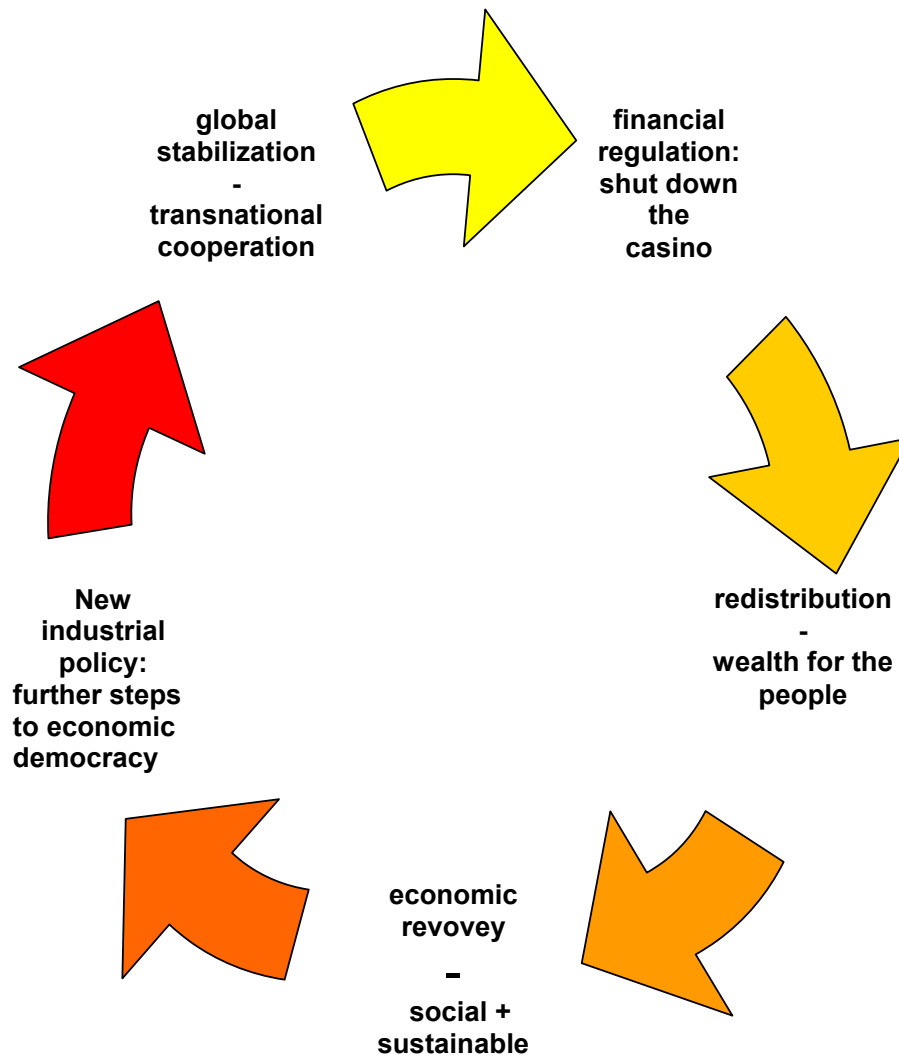 global
stabilization
-
transnational
cooperation
financial
regulation:
shut down
the
casino
redistribution
-
wealth for the
people
economic
revovey
-
social +
sustainable
New
industrial
policy:
further steps
to economic
democracy